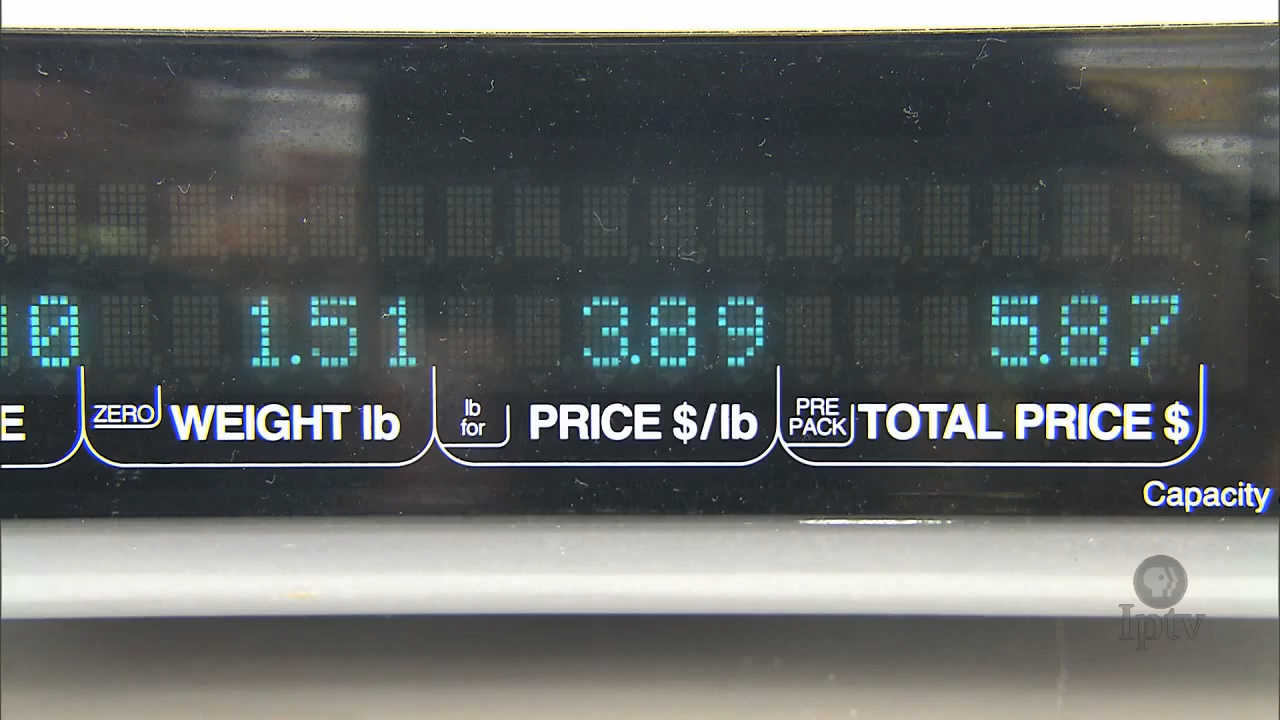 0 1.51 3.89 5.87
E ZERO WEIGHT lb lb for PRICE $/lb PRE PACK TOTAL PRICE $
Capacity
Iptv